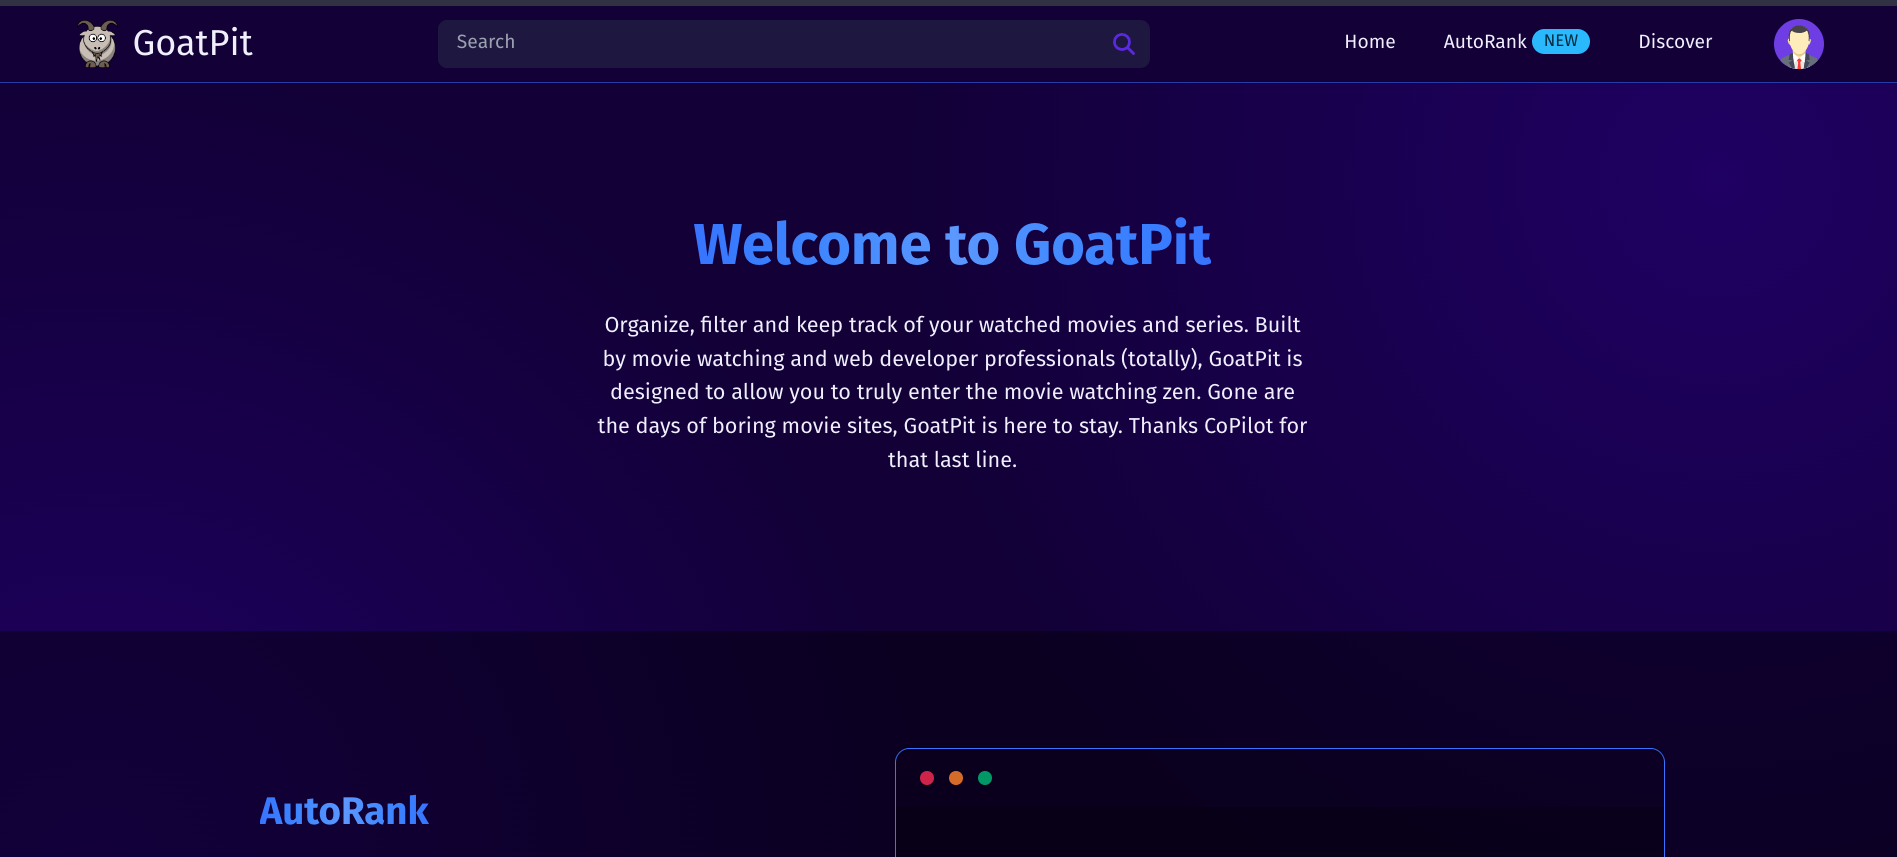 GoatPit
Search
Home
AutoRank NEW
Discover
Welcome to GoatPit
Organize, filter and keep track of your watched movies and series. Built
by movie watching and web developer professionals (totally), GoatPit is
designed to allow you to truly enter the movie watching zen. Gone are
the days of boring movie sites, GoatPit is here to stay. Thanks CoPilot for
that last line.
AutoRank